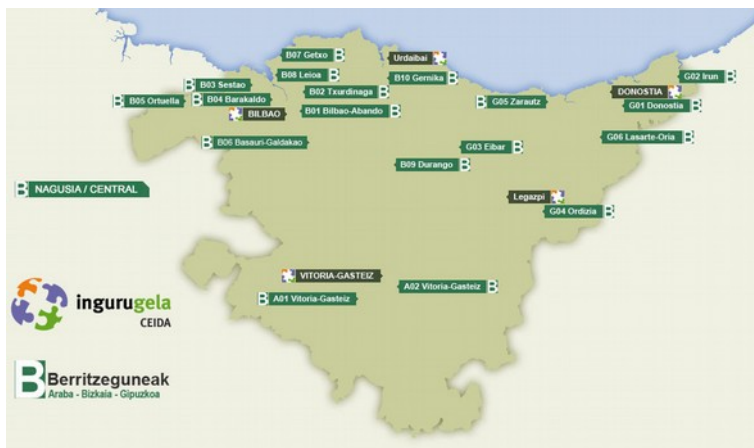 B07 Getxo
Urdaibai
B08 Leioa
B10 Gernika
G02 Irun
B03 Sestao
B02 Txurdinaga
DONOSTIA
B05 Ortuella
B04 Barakaldo
G05 Zarautz
G01 Donostia
BILBAO
B01 Bilbao-Abando
B06 Basauri-Galdakao
G03 Eibar
G06 Lasarte-Oria
B09 Durango
B NAGUSIA / CENTRAL
Legazpi
G04 Ordizia
VITORIA-GASTEIZ
A01 Vitoria-Gasteiz
A02 Vitoria-Gasteiz
ingurugela
CEIDA
B Berritzeguneak
Araba - Bizkaia - Gipuzkoa